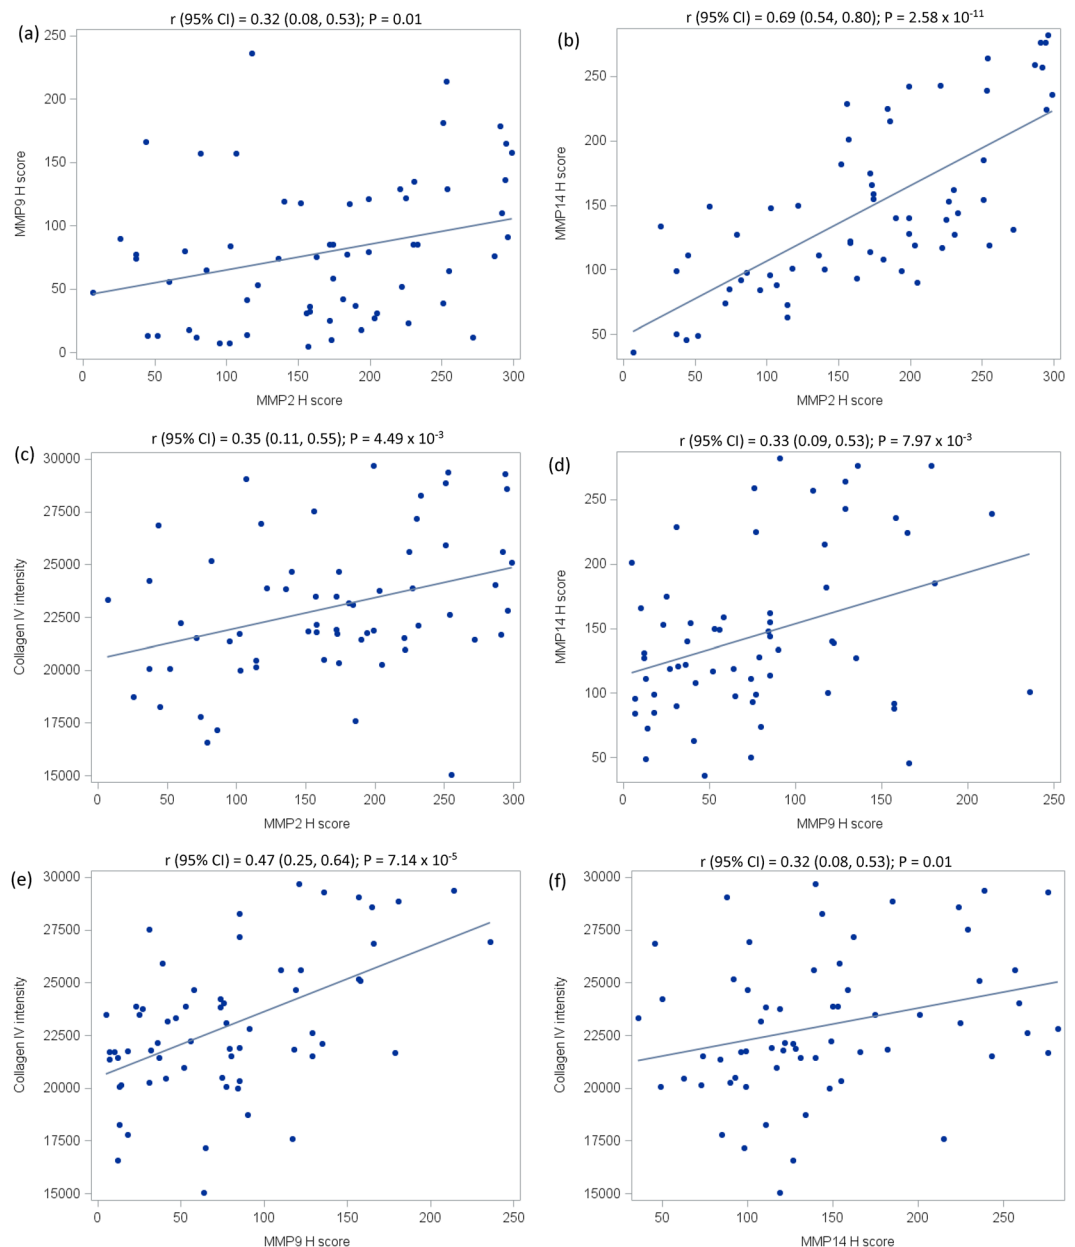 r (95% CI) = 0.32 (0.08, 0.53); P = 0.01
(a)
250
200
150
100
50
0
MMP9 H score
0 50 100 150 200 250 300
MMP2 H score
r (95% CI) = 0.69 (0.54, 0.80); P = 2.58 x 10⁻¹¹
(b)
250
200
150
100
50
MMP14 H score
0 50 100 150 200 250 300
MMP2 H score
r (95% CI) = 0.35 (0.11, 0.55); P = 4.49 x 10⁻³
(c)
30000
27500
25000
22500
20000
17500
15000
Collagen IV intensity
0 50 100 150 200 250 300
MMP2 H score
r (95% CI) = 0.33 (0.09, 0.53); P = 7.97 x 10⁻³
(d)
250
200
150
100
50
MMP14 H score
0 50 100 150 200 250
MMP9 H score
r (95% CI) = 0.47 (0.25, 0.64); P = 7.14 x 10⁻⁵
(e)
30000
27500
25000
22500
20000
17500
15000
Collagen IV intensity
0 50 100 150 200 250
MMP9 H score
r (95% CI) = 0.32 (0.08, 0.53); P = 0.01
(f)
30000
27500
25000
22500
20000
17500
15000
Collagen IV intensity
50 100 150 200 250
MMP14 H score